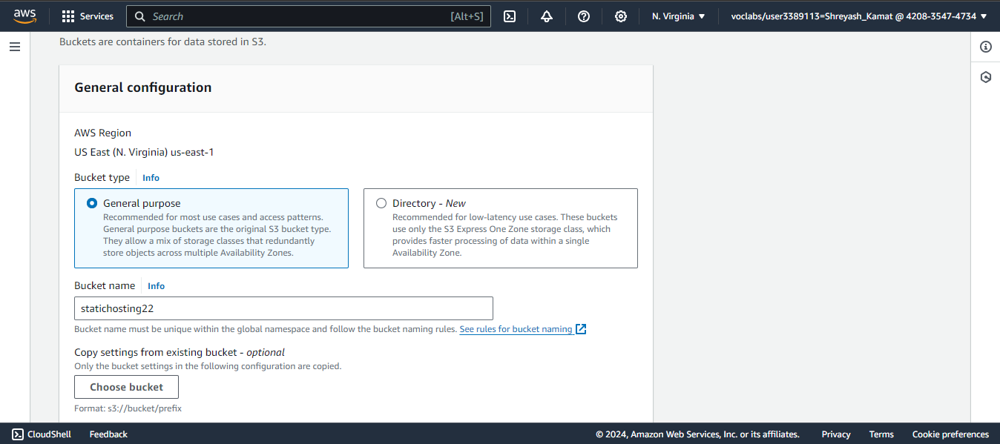 aws
Services
Search [Alt+S]
N. Virginia
voclabs/user3389113=Shreyash_Kamat @ 4208-3547-4734
Buckets are containers for data stored in S3.
General configuration
AWS Region
US East (N. Virginia) us-east-1
Bucket type Info
General purpose
Recommended for most use cases and access patterns.
General purpose buckets are the original S3 bucket type.
They allow a mix of storage classes that redundantly
store objects across multiple Availability Zones.
Directory - New
Recommended for low-latency use cases. These buckets
use only the S3 Express One Zone storage class, which
provides faster processing of data within a single
Availability Zone.
Bucket name Info
statichosting22
Bucket name must be unique within the global namespace and follow the bucket naming rules. See rules for bucket naming
Copy settings from existing bucket - optional
Only the bucket settings in the following configuration are copied.
Choose bucket
Format: s3://bucket/prefix
CloudShell
Feedback
© 2024, Amazon Web Services, Inc. or its affiliates.
Privacy
Terms
Cookie preferences